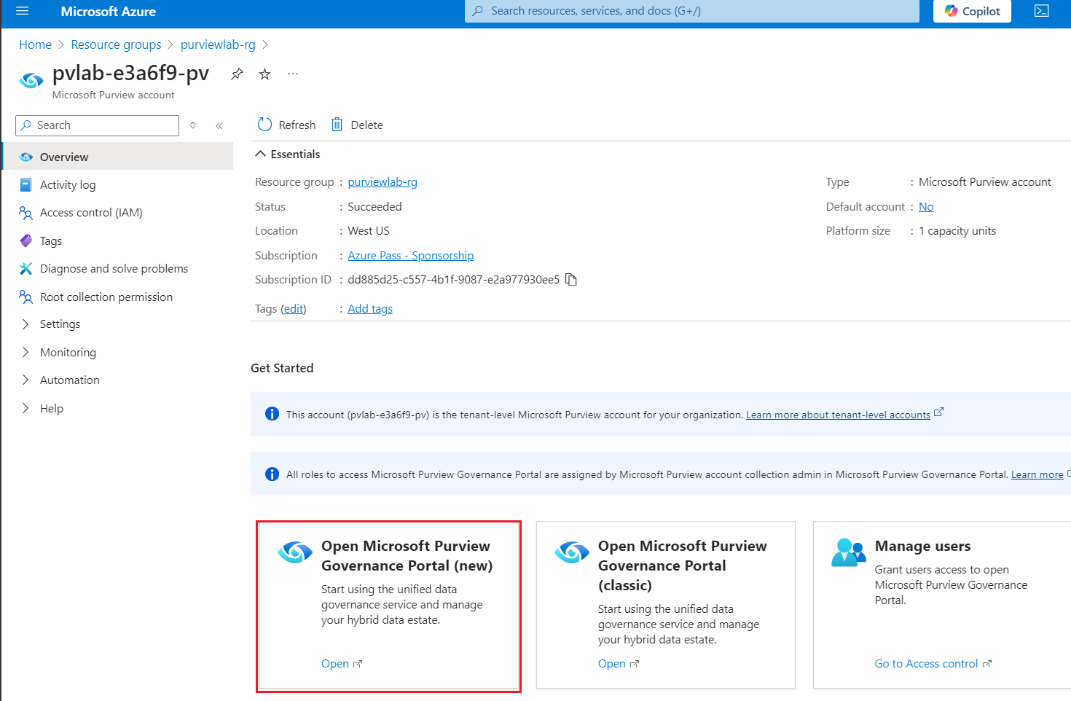 Microsoft Azure
Search resources, services, and docs (G+/)
Copilot
Home > Resource groups > purviewlab-rg >
pvlab-e3a6f9-pv
...
Microsoft Purview account
Search
«
Refresh
Delete
Overview
Activity log
Access control (IAM)
Tags
Diagnose and solve problems
Root collection permission
Settings
Monitoring
Automation
Help
Essentials
Resource group : purviewlab-rg
Status : Succeeded
Location : West US
Subscription : Azure Pass - Sponsorship
Subscription ID : dd885d25-c557-4b1f-9087-e2a977930ee5
Tags (edit) : Add tags
Type : Microsoft Purview account
Default account : No
Platform size : 1 capacity units
Get Started
This account (pvlab-e3a6f9-pv) is the tenant-level Microsoft Purview account for your organization. Learn more about tenant-level accounts
All roles to access Microsoft Purview Governance Portal are assigned by Microsoft Purview account collection admin in Microsoft Purview Governance Portal. Learn more
Open Microsoft Purview
Governance Portal (new)
Start using the unified data
governance service and manage
your hybrid data estate.
Open
Open Microsoft Purview
Governance Portal
(classic)
Start using the unified data
governance service and manage
your hybrid data estate.
Open
Manage users
Grant users access to open
Microsoft Purview Governance
Portal.
Go to Access control